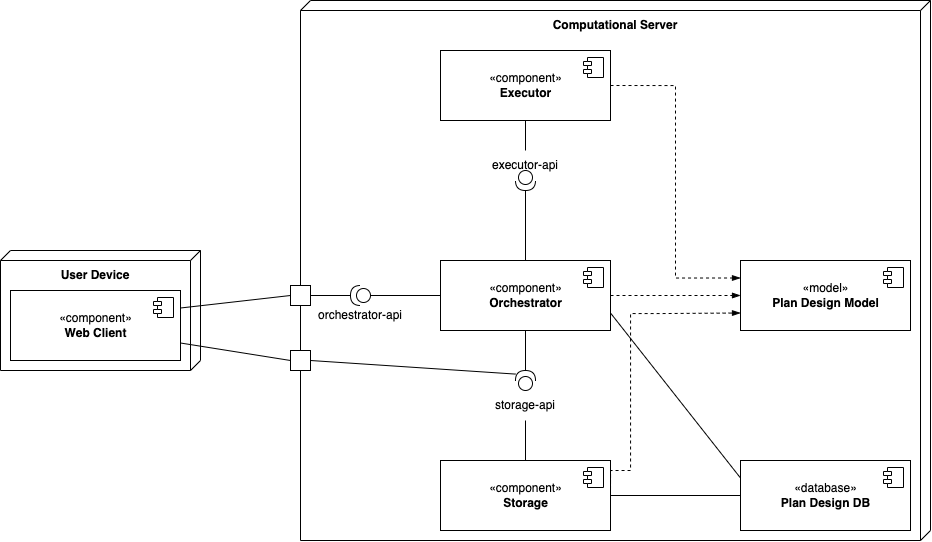 Computational Server
«component»
Executor
executor-api
User Device
«component»
Web Client
orchestrator-api
«component»
Orchestrator
«model»
Plan Design Model
storage-api
«component»
Storage
«database»
Plan Design DB